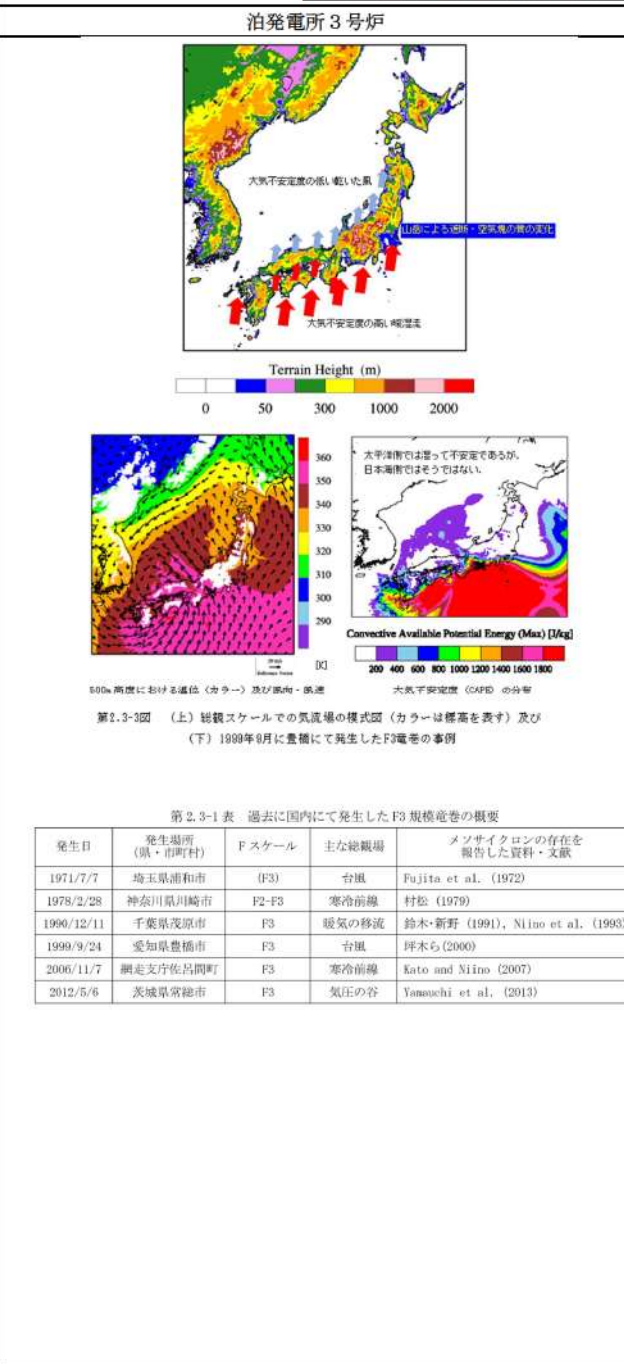 泊発電所3号炉
大気不安定度の低い乾いた風
山岳による遮断・空気塊の質の変化
大気不安定度の高い暖湿流
Terrain Height (m)
0 50 300 1000 2000
360
350
340
330
320
310
300
290
[K]
太平洋側では湿って不安定であるが、
日本海側ではそうではない。
Convective Available Potential Energy (Max) [J/kg]
200 400 600 800 1000 1200 1400 1600 1800
500m高度における温位（カラー）及び風向・風速
大気不安定度（CAPE）の分布
第2.3-3図 （上）総観スケールでの気流場の模式図（カラーは標高を表す）及び
（下）1999年9月に豊橋にて発生したF3竜巻の事例
第2.3-1表 過去に国内にて発生したF3規模竜巻の概要
発生日 発生場所（県・市町村） Fスケール 主な総観場 メソサイクロンの存在を報告した資料・文献
1971/7/7 埼玉県浦和市 (F3) 台風 Fujita et al. (1972)
1978/2/28 神奈川県川崎市 F2-F3 寒冷前線 村松 (1979)
1990/12/11 千葉県茂原市 F3 暖気の移流 鈴木・新野 (1991), Niino et al. (1993)
1999/9/24 愛知県豊橋市 F3 台風 坪木ら(2000)
2006/11/7 網走支庁佐呂間町 F3 寒冷前線 Kato and Niino (2007)
2012/5/6 茨城県常総市 F3 気圧の谷 Yamauchi et al. (2013)